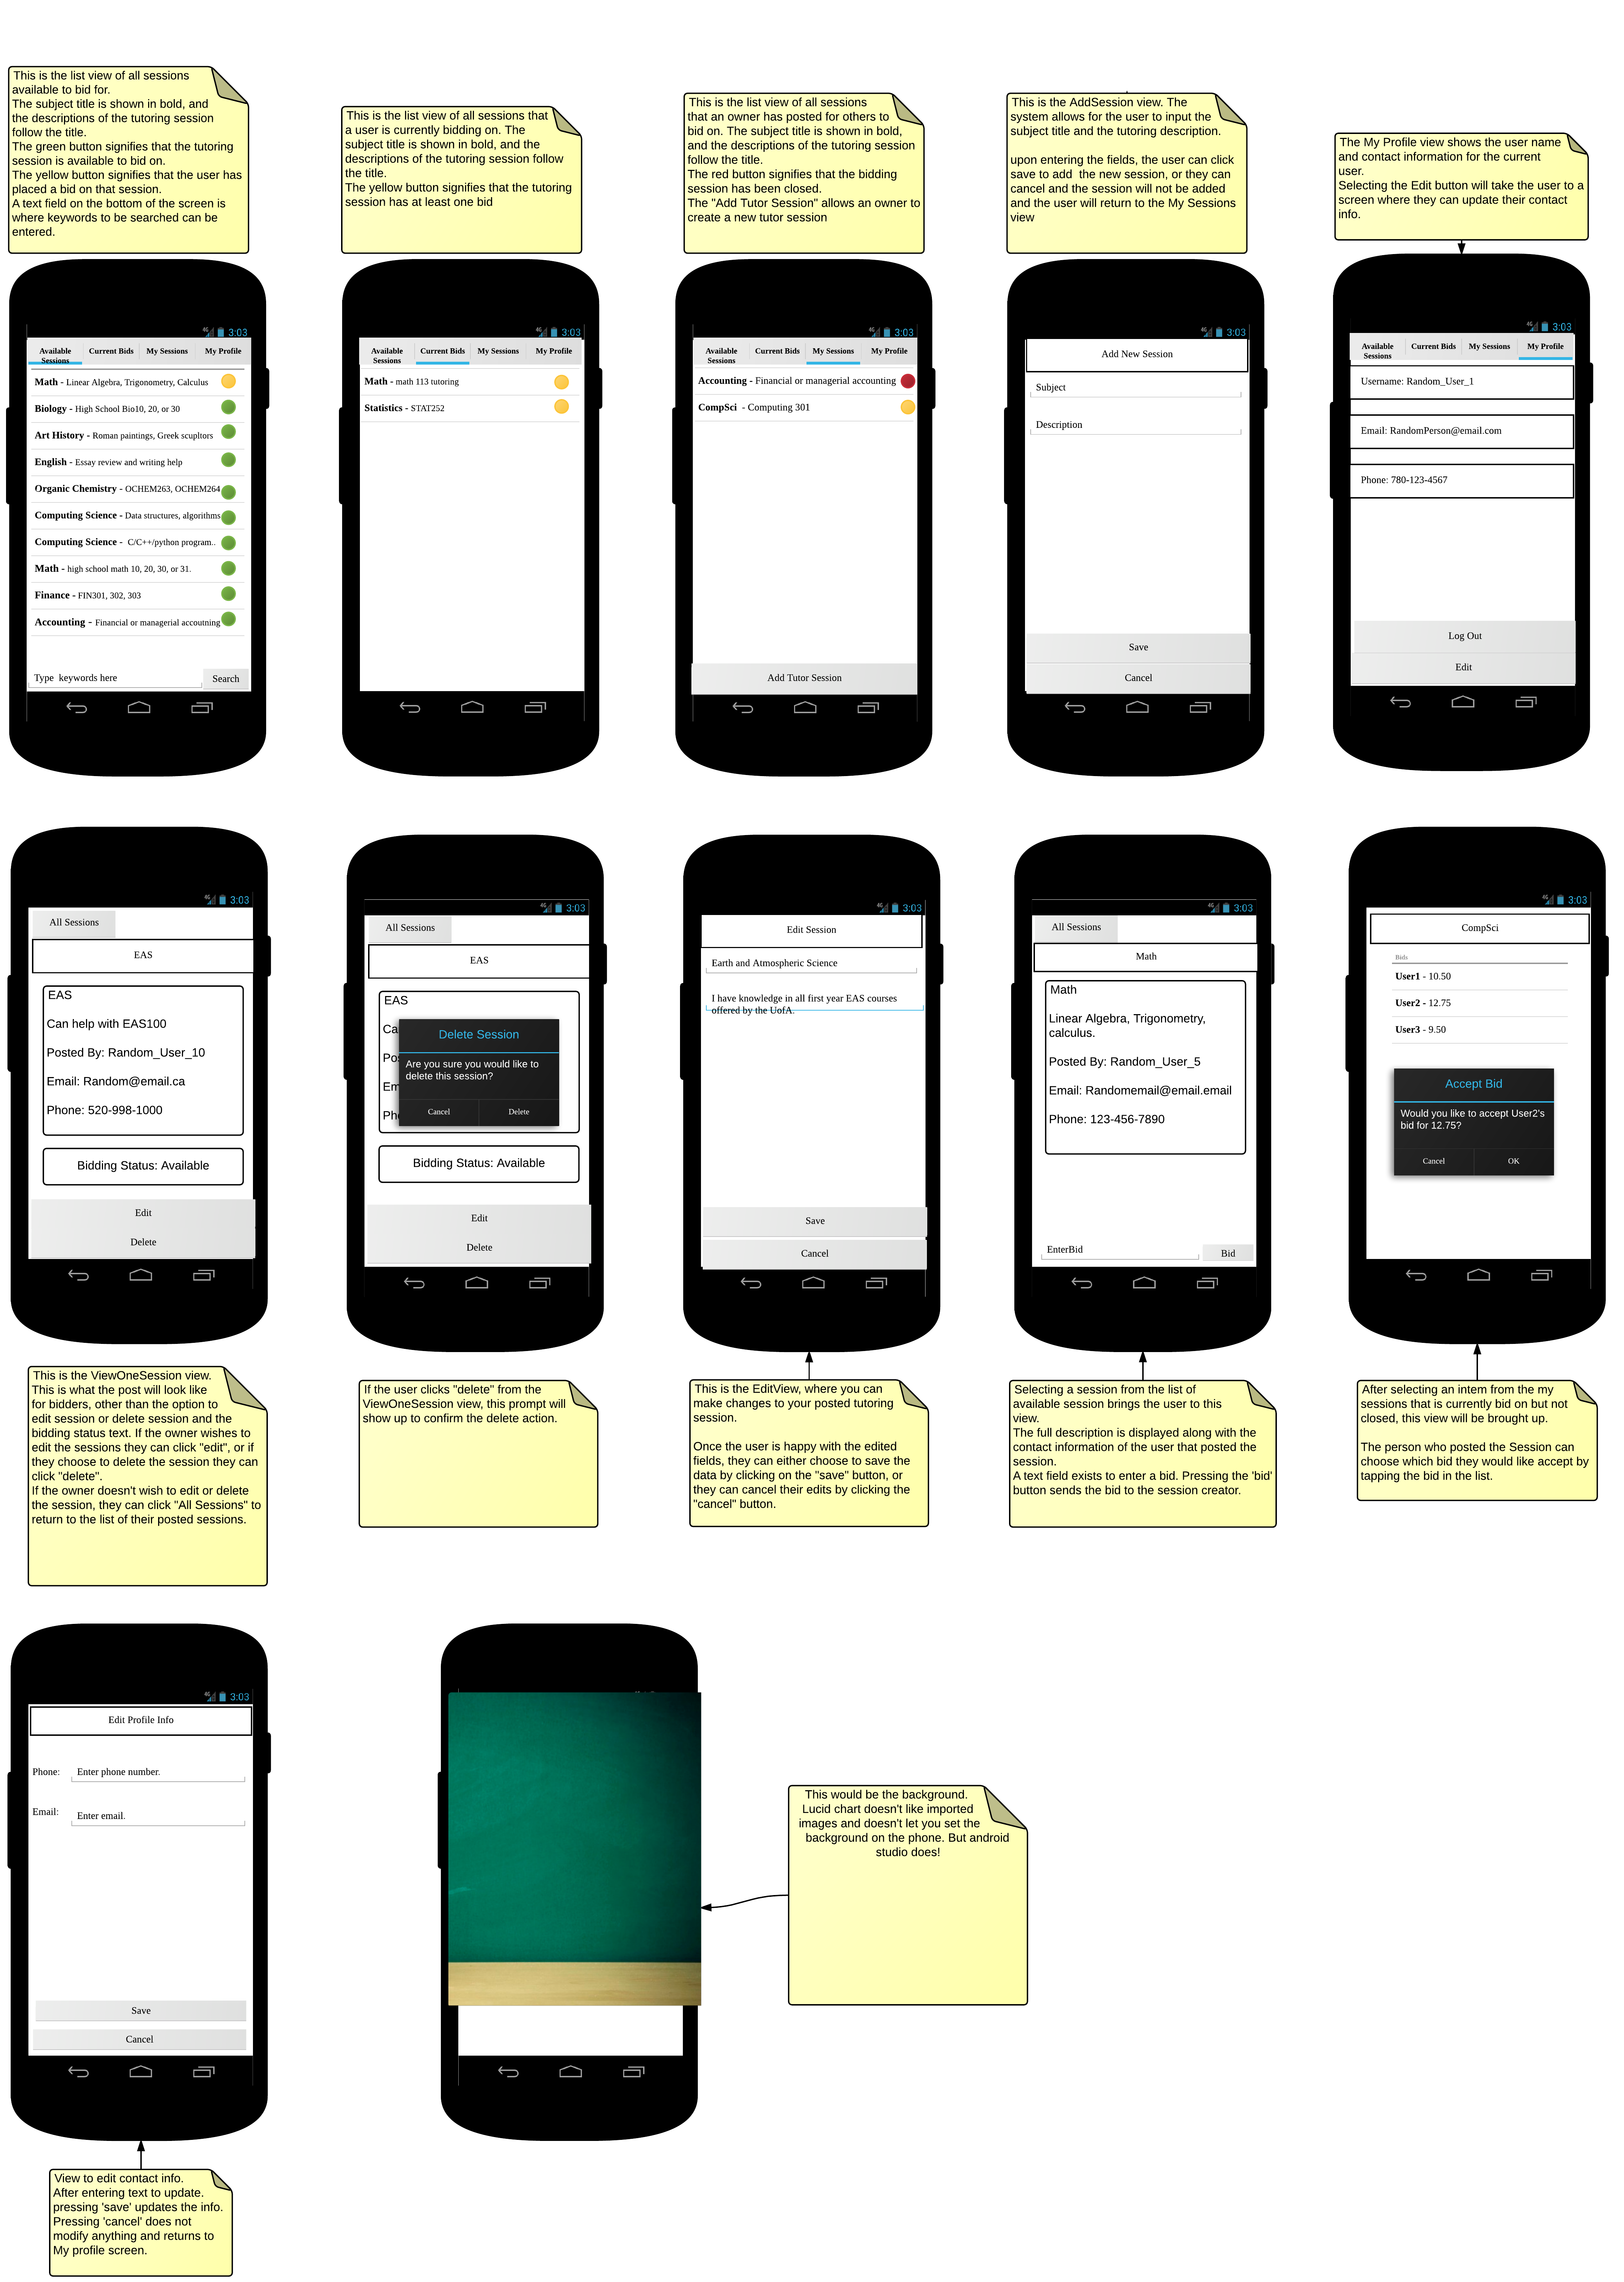 This is the list view of all sessions
available to bid for.
The subject title is shown in bold, and
the descriptions of the tutoring session
follow the title.
The green button signifies that the tutoring
session is available to bid on.
The yellow button signifies that the user has
placed a bid on that session.
A text field on the bottom of the screen is
where keywords to be searched can be
entered.
This is the list view of all sessions that
a user is currently bidding on. The
subject title is shown in bold, and the
descriptions of the tutoring session follow
the title.
The yellow button signifies that the tutoring
session has at least one bid
This is the list view of all sessions
that an owner has posted for others to
bid on. The subject title is shown in bold,
and the descriptions of the tutoring session
follow the title.
The red button signifies that the bidding
session has been closed.
The "Add Tutor Session" allows an owner to
create a new tutor session
This is the AddSession view. The
system allows for the user to input the
subject title and the tutoring description.
upon entering the fields, the user can click
save to add the new session, or they can
cancel and the session will not be added
and the user will return to the My Sessions
view
The My Profile view shows the user name
and contact information for the current
user.
Selecting the Edit button will take the user to a
screen where they can update their contact
info.
4G 3:03
Available Sessions Current Bids My Sessions My Profile
Math - Linear Algebra, Trigonometry, Calculus
Biology - High School Bio10, 20, or 30
Art History - Roman paintings, Greek scupltors
English - Essay review and writing help
Organic Chemistry - OCHEM263, OCHEM264
Computing Science - Data structures, algorithms
Computing Science - C/C++/python program..
Math - high school math 10, 20, 30, or 31.
Finance - FIN301, 302, 303
Accounting - Financial or managerial accoutning
Type keywords here Search
4G 3:03
Available Sessions Current Bids My Sessions My Profile
Math - math 113 tutoring
Statistics - STAT252
4G 3:03
Available Sessions Current Bids My Sessions My Profile
Accounting - Financial or managerial accounting
CompSci - Computing 301
Add Tutor Session
4G 3:03
Add New Session
Subject
Description
Save
Cancel
4G 3:03
Available Sessions Current Bids My Sessions My Profile
Username: Random_User_1
Email: RandomPerson@email.com
Phone: 780-123-4567
Log Out
Edit
4G 3:03
All Sessions
EAS
EAS
Can help with EAS100
Posted By: Random_User_10
Email: Random@email.ca
Phone: 520-998-1000
Bidding Status: Available
Edit
Delete
4G 3:03
All Sessions
EAS
EAS
Ca
Pos
Em
Pho
Delete Session
Are you sure you would like to
delete this session?
Cancel Delete
Bidding Status: Available
Edit
Delete
4G 3:03
Edit Session
Earth and Atmospheric Science
I have knowledge in all first year EAS courses
offered by the UofA.
Save
Cancel
4G 3:03
All Sessions
Math
Math
Linear Algebra, Trigonometry,
calculus.
Posted By: Random_User_5
Email: Randomemail@email.email
Phone: 123-456-7890
EnterBid Bid
4G 3:03
CompSci
Bids
User1 - 10.50
User2 - 12.75
User3 - 9.50
Accept Bid
Would you like to accept User2's
bid for 12.75?
Cancel OK
This is the ViewOneSession view.
This is what the post will look like
for bidders, other than the option to
edit session or delete session and the
bidding status text. If the owner wishes to
edit the sessions they can click "edit", or if
they choose to delete the session they can
click "delete".
If the owner doesn't wish to edit or delete
the session, they can click "All Sessions" to
return to the list of their posted sessions.
If the user clicks "delete" from the
ViewOneSession view, this prompt will
show up to confirm the delete action.
This is the EditView, where you can
make changes to your posted tutoring
session.
Once the user is happy with the edited
fields, they can either choose to save the
data by clicking on the "save" button, or
they can cancel their edits by clicking the
"cancel" button.
Selecting a session from the list of
available session brings the user to this
view.
The full description is displayed along with the
contact information of the user that posted the
session.
A text field exists to enter a bid. Pressing the 'bid'
button sends the bid to the session creator.
After selecting an intem from the my
sessions that is currently bid on but not
closed, this view will be brought up.
The person who posted the Session can
choose which bid they would like accept by
tapping the bid in the list.
4G 3:03
Edit Profile Info
Phone: Enter phone number.
Email: Enter email.
Save
Cancel
This would be the background.
Lucid chart doesn't like imported
images and doesn't let you set the
background on the phone. But android
studio does!
View to edit contact info.
After entering text to update.
pressing 'save' updates the info.
Pressing 'cancel' does not
modify anything and returns to
My profile screen.